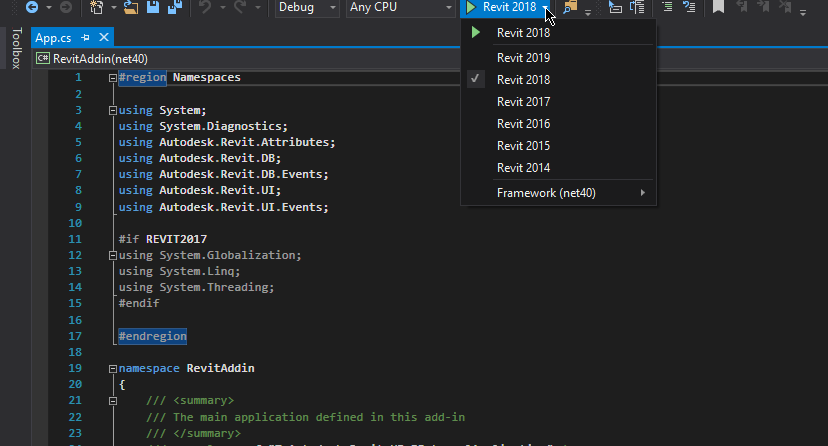 Debug Any CPU Revit 2018
Toolbox
App.cs
Revit 2018
Revit 2019
Revit 2018
Revit 2017
Revit 2016
Revit 2015
Revit 2014
Framework (net40)
C# RevitAddin(net40)
1 #region Namespaces
2
3 using System;
4 using System.Diagnostics;
5 using Autodesk.Revit.Attributes;
6 using Autodesk.Revit.DB;
7 using Autodesk.Revit.DB.Events;
8 using Autodesk.Revit.UI;
9 using Autodesk.Revit.UI.Events;
10
11 #if REVIT2017
12 using System.Globalization;
13 using System.Linq;
14 using System.Threading;
15 #endif
16
17 #endregion
18
19 namespace RevitAddin
20 {
21 /// <summary>
22 /// The main application defined in this add-in
23 /// </summary>